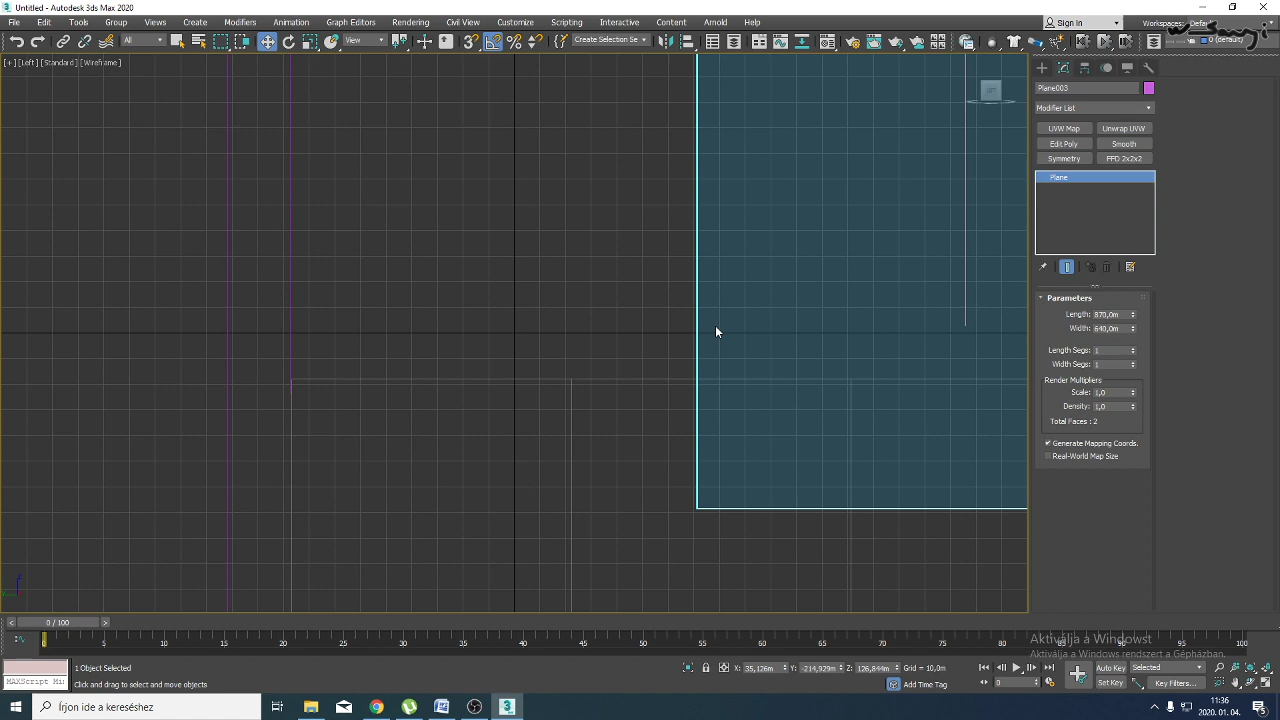 Untitled - Autodesk 3ds Max 2020
File Edit Tools Group Views Create Modifiers Animation Graph Editors Rendering Civil View Customize Scripting Interactive Content Arnold Help
Sign In
Workspaces:
All
View
Create Selection Se
0 (default)
[+] [Left] [Standard] [Wireframe]
Plane003
Modifier List
UVW Map Unwrap UVW
Edit Poly Smooth
Symmetry FFD 2x2x2
Plane
Parameters
Length: 870,0m
Width: 640,0m
Length Segs: 1
Width Segs: 1
Render Multipliers
Scale: 1,0
Density: 1,0
Total Faces : 2
Generate Mapping Coords.
Real-World Map Size
0 / 100
0 5 10 15 20 25 30 35 40 45 50 55 60 65 70 75 80 85 90 95 100
Aktiválja a Windowst
Aktiválja a Windows rendszert a Gépházban.
1 Object Selected
X: 35,126m Y: -214,929m Z: 126,844m Grid = 10,0m
Auto Key Selected
MAXScript Mi
Click and drag to select and move objects
Add Time Tag
0
Set Key Key Filters...
Írjon ide a kereséshez
11:36
2020. 01. 04.